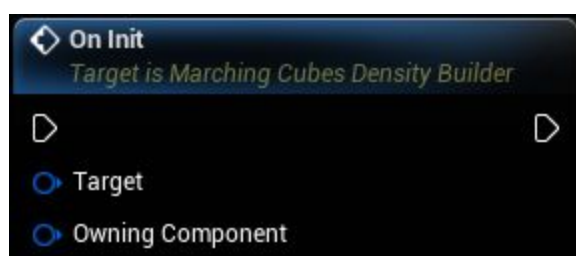 On Init
Target is Marching Cubes Density Builder
Target
Owning Component